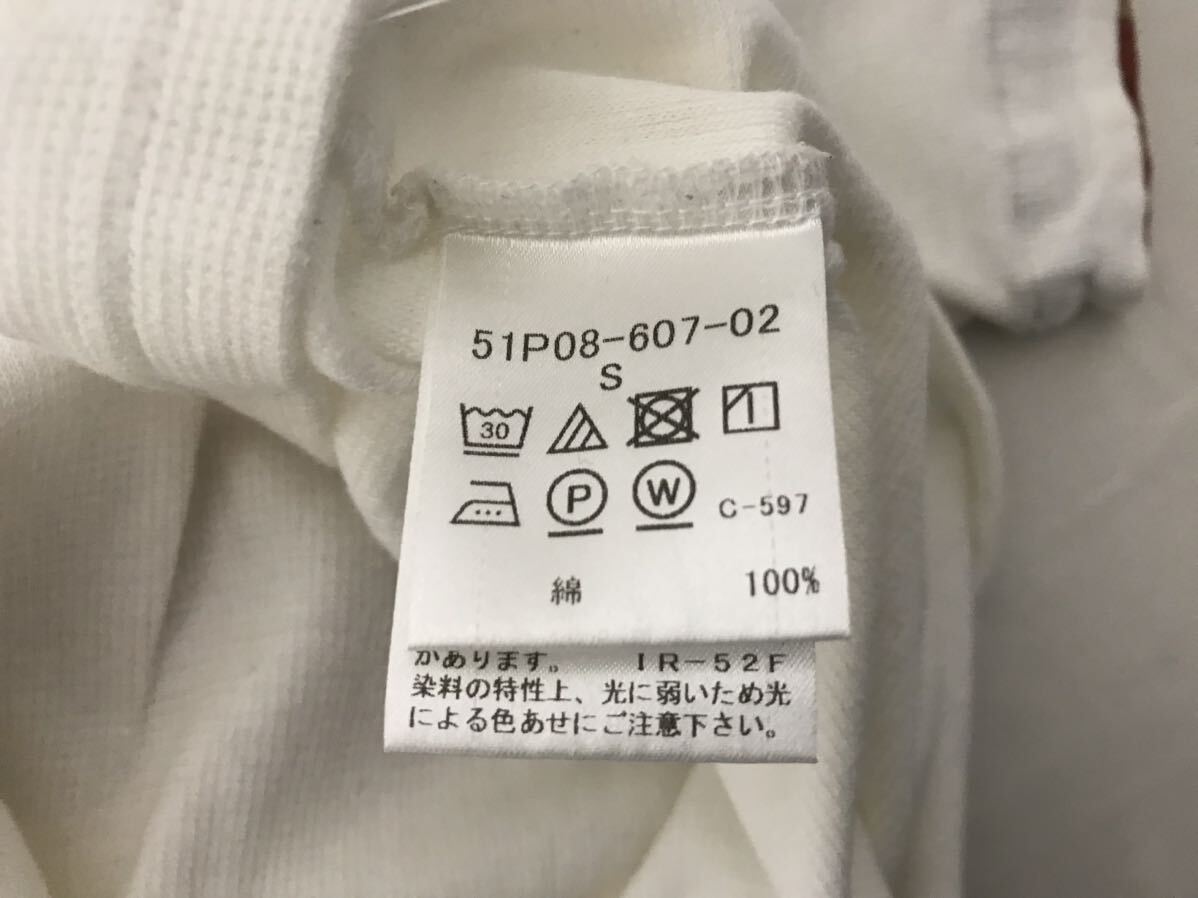 51P08-607-02
S
30
P W C-597
綿 100%
があります。 IR-52F
染料の特性上、光に弱いため光
による色あせにご注意下さい。